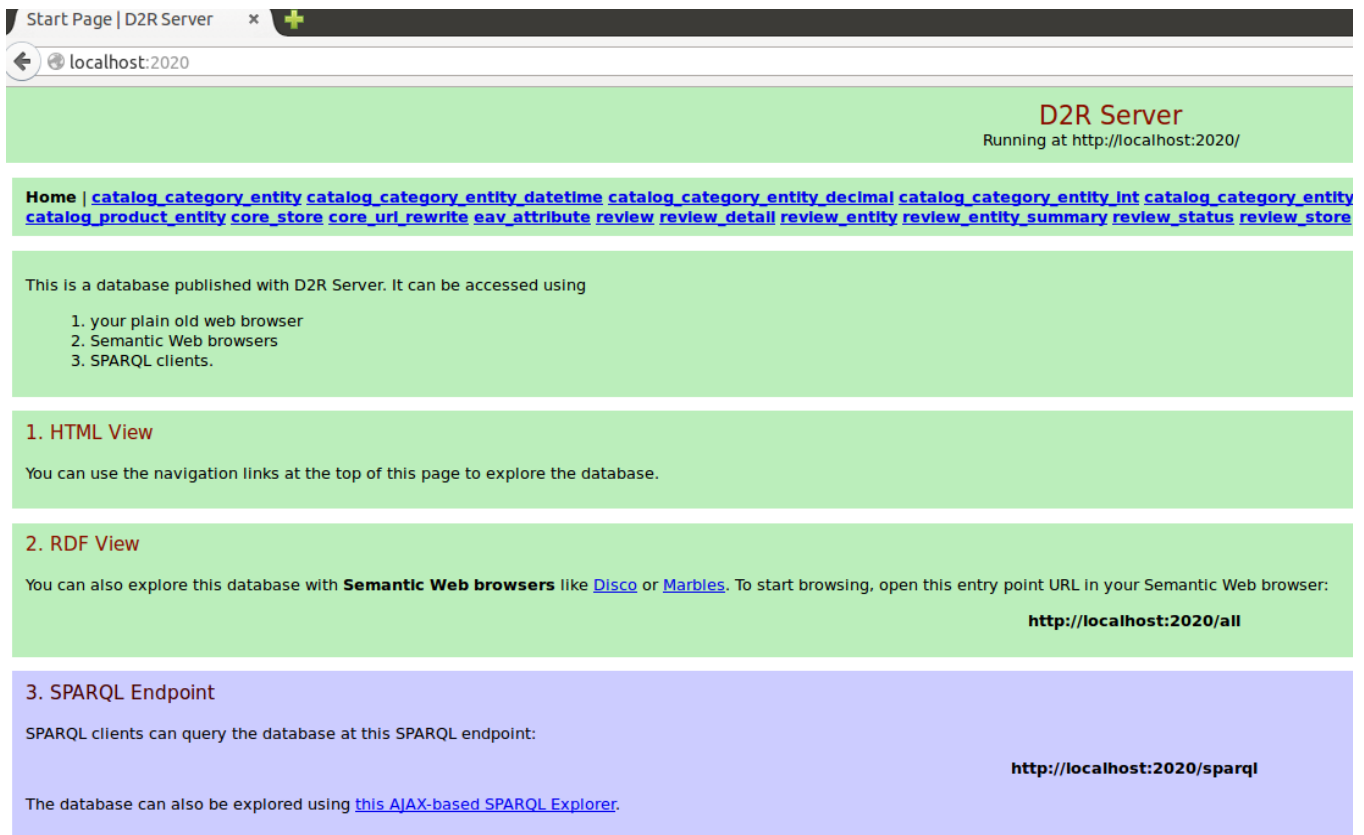 Start Page | D2R Server ×
localhost:2020
D2R Server
Running at http://localhost:2020/
Home | catalog_category_entity catalog_category_entity_datetime catalog_category_entity_decimal catalog_category_entity_int catalog_category_entity
catalog_product_entity core_store core_url_rewrite eav_attribute review review_detail review_entity review_entity_summary review_status review_store
This is a database published with D2R Server. It can be accessed using
1. your plain old web browser
2. Semantic Web browsers
3. SPARQL clients.
1. HTML View
You can use the navigation links at the top of this page to explore the database.
2. RDF View
You can also explore this database with Semantic Web browsers like Disco or Marbles. To start browsing, open this entry point URL in your Semantic Web browser:
http://localhost:2020/all
3. SPARQL Endpoint
SPARQL clients can query the database at this SPARQL endpoint:
http://localhost:2020/sparql
The database can also be explored using this AJAX-based SPARQL Explorer.